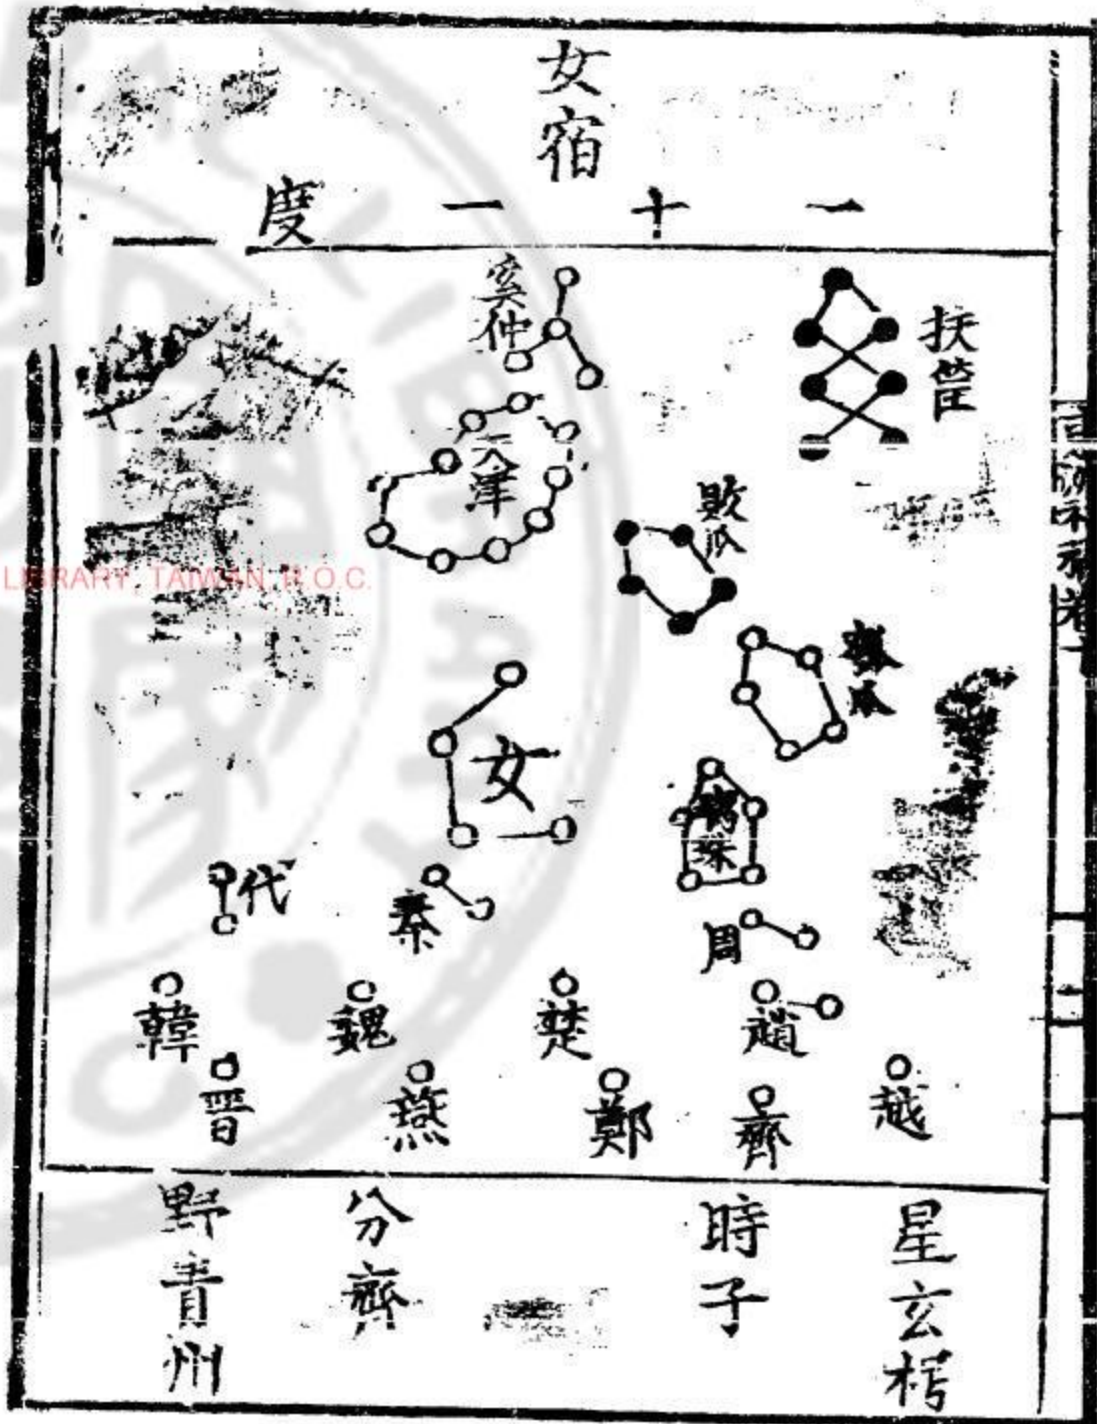 女宿
一十一度
扶筐
奚仲
天津
敗瓜
瓠瓜
離珠
女
代
秦
周
韓
魏
楚
趙
晉
燕
鄭
齊
越
星玄枵
時子
分齊
野青州
LIBRARY, TAIWAN, R.O.C.